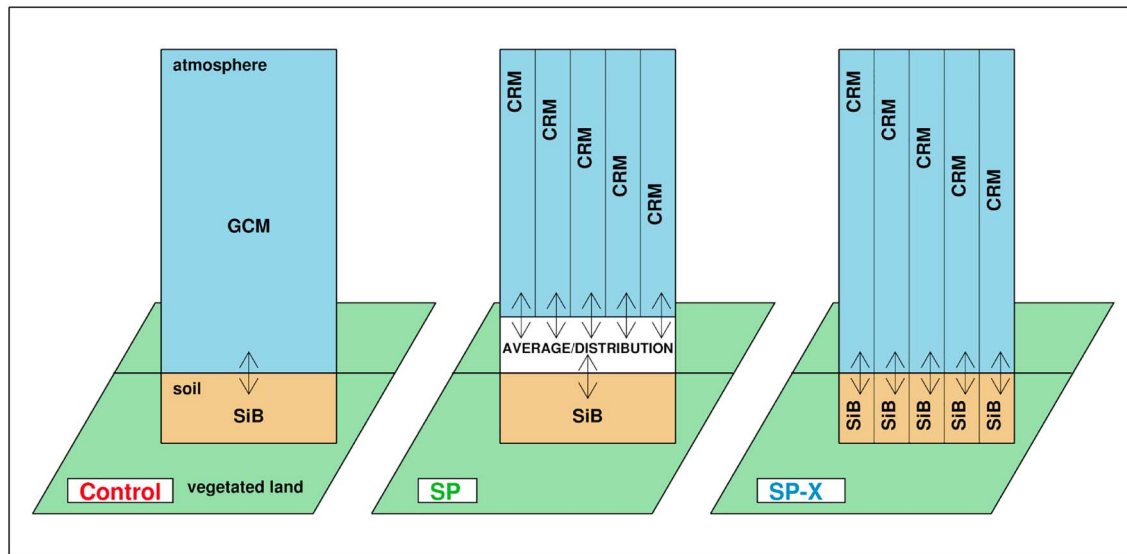 atmosphere
GCM
soil
SiB
Control
vegetated land
CRM
CRM
CRM
CRM
CRM
AVERAGE/DISTRIBUTION
SiB
SP
CRM
CRM
CRM
CRM
CRM
SiB
SiB
SiB
SiB
SiB
SP-X